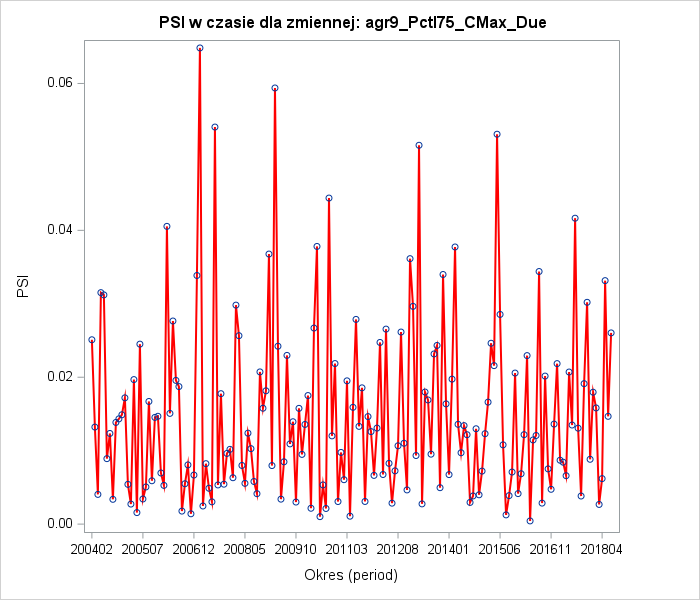 PSI w czasie dla zmiennej: agr9_Pctl75_CMax_Due
0.06
0.04
0.02
0.00
PSI
200402 200507 200612 200805 200910 201103 201208 201401 201506 201611 201804
Okres (period)